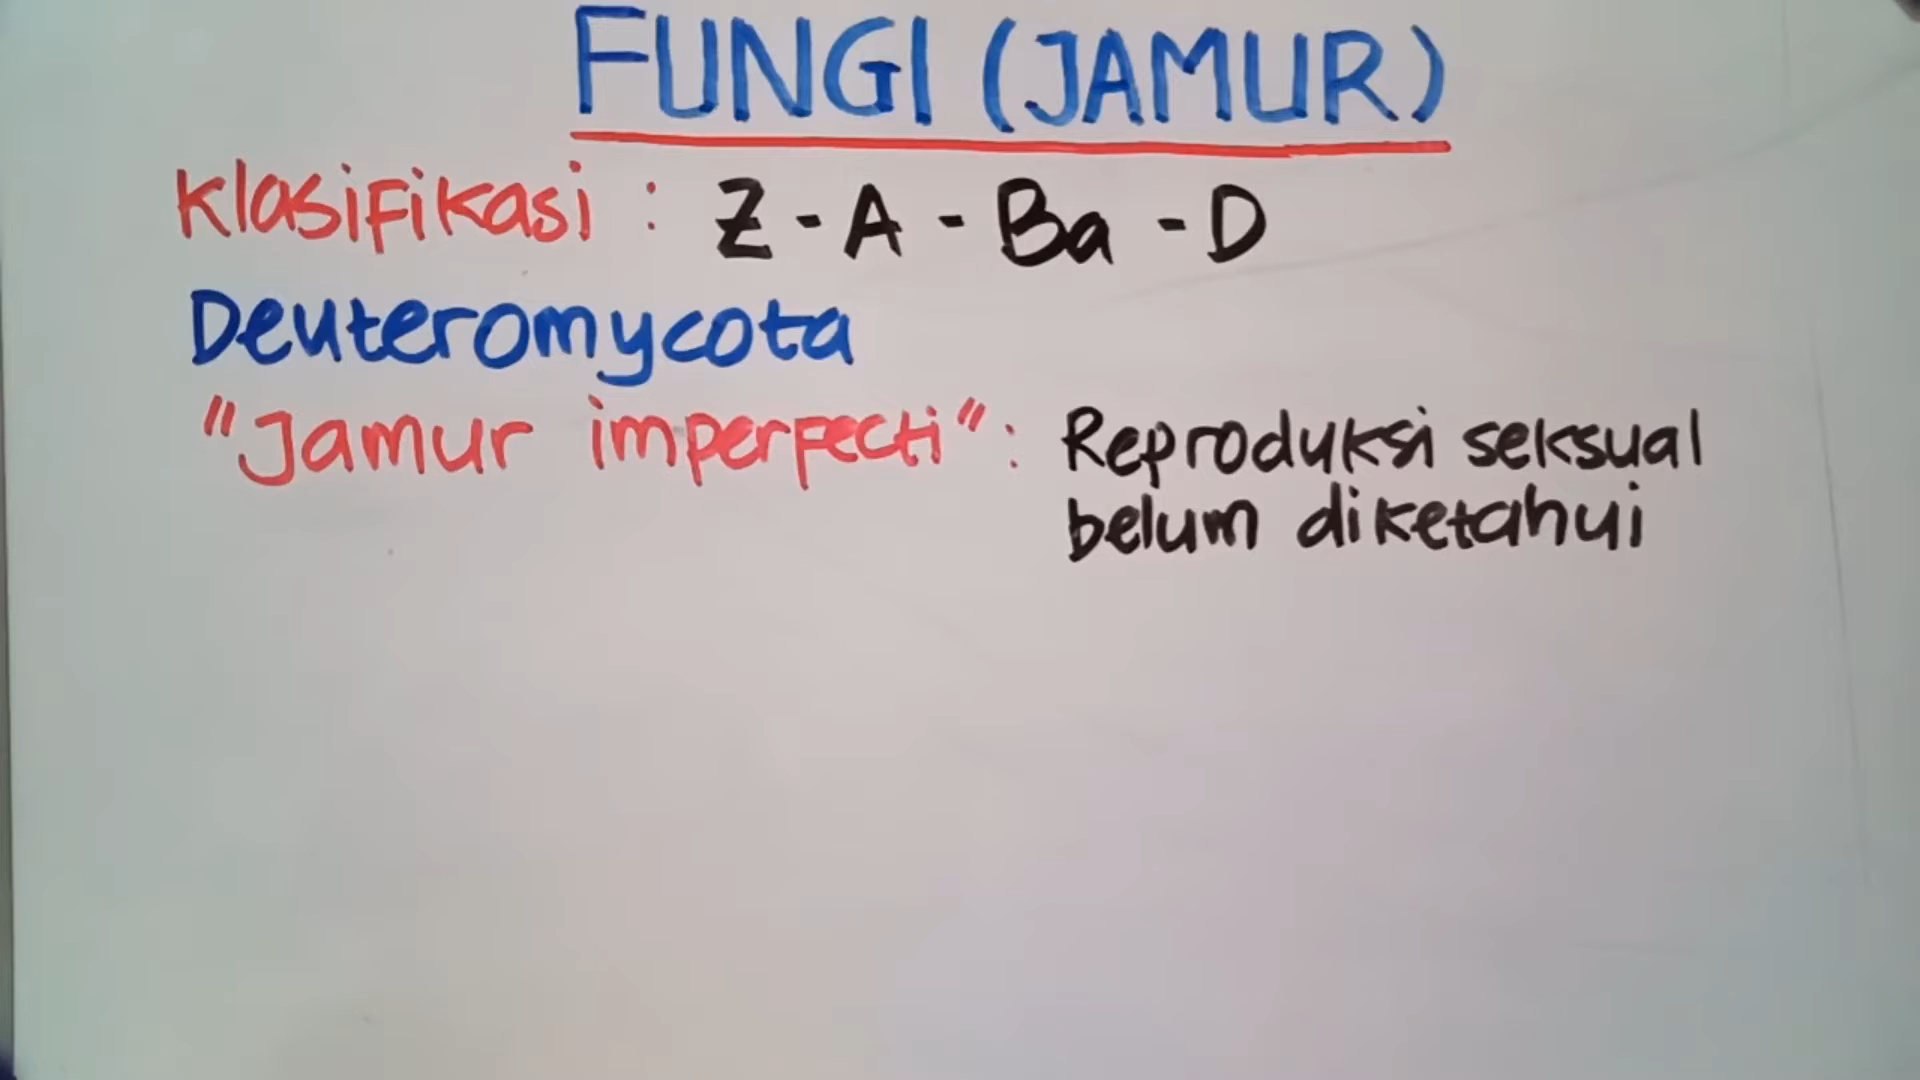 FUNGI (JAMUR)
Klasifikasi : Z - A - Ba - D
Deuteromycota
"Jamur imperfecti" : Reproduksi seksual
belum diketahui